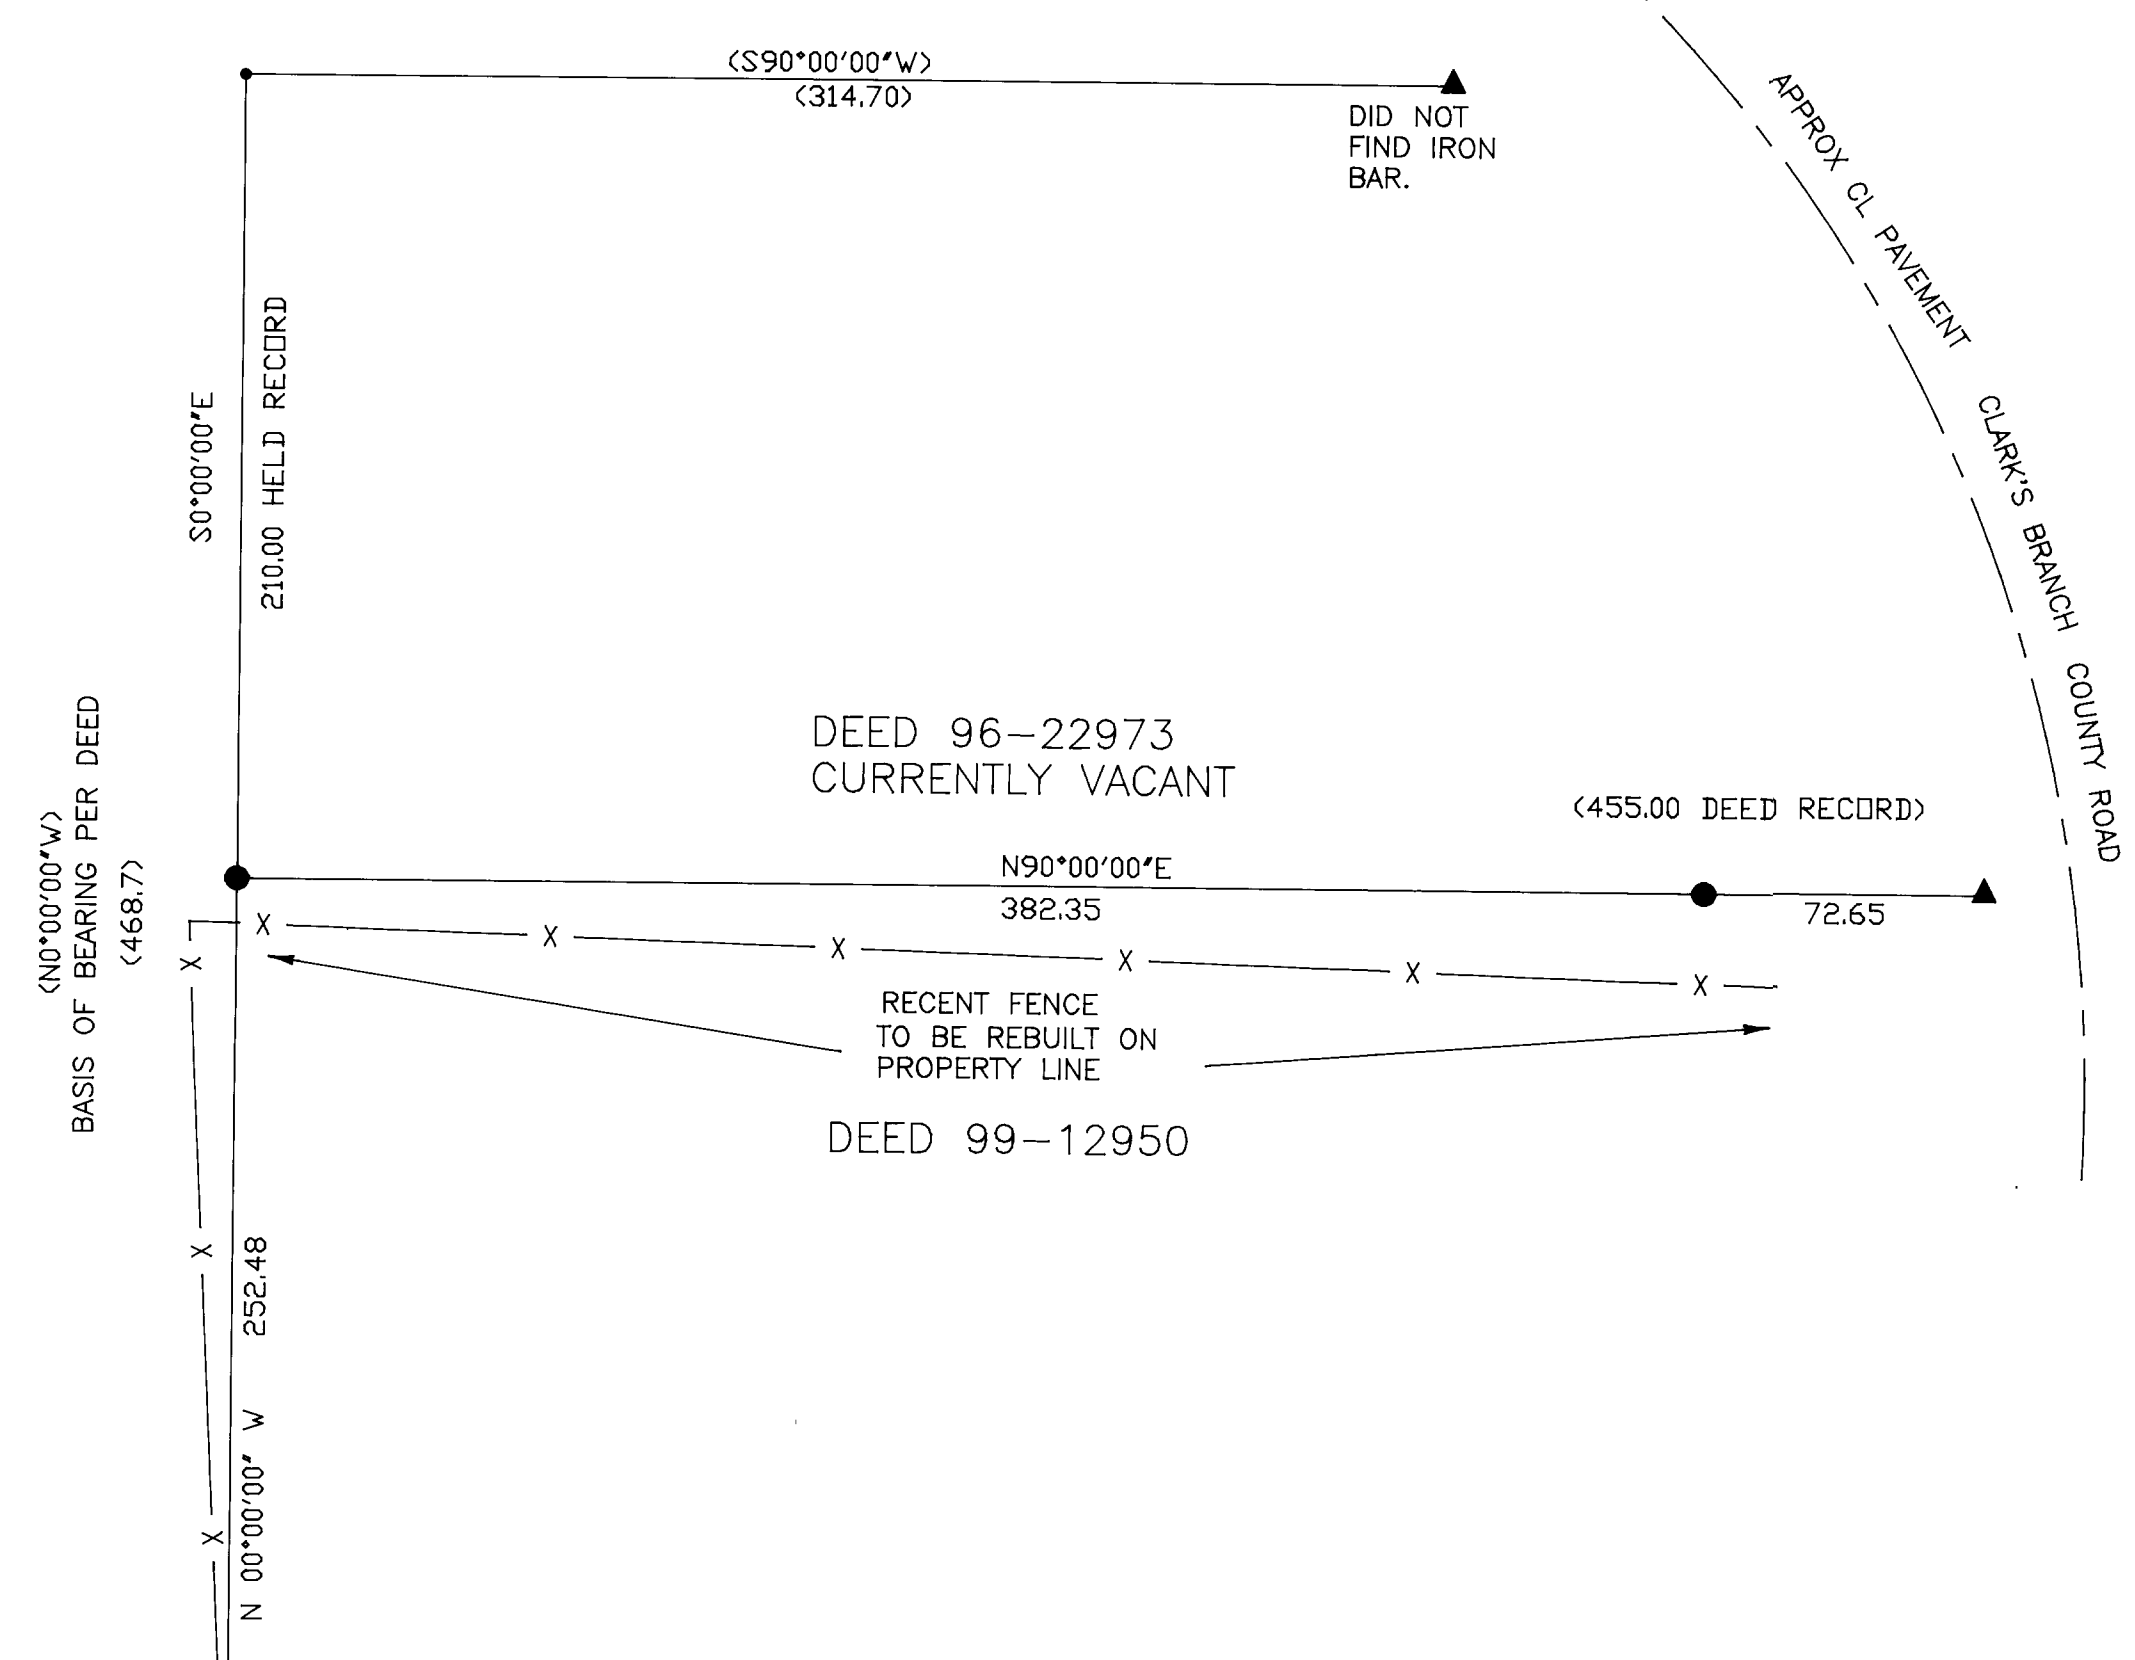 (S90°00'00"W)
(314.70)
DID NOT
FIND IRON
BAR.
APPROX CL PAVEMENT CLARK'S BRANCH COUNTY ROAD
S0°00'00"E
210.00 HELD RECORD
DEED 96-22973
CURRENTLY VACANT
(455.00 DEED RECORD)
(N0°00'00"W)
BASIS OF BEARING PER DEED
(468.7)
N90°00'00"E
382.35
72.65
X X X X X X
X
RECENT FENCE
TO BE REBUILT ON
PROPERTY LINE
DEED 99-12950
X
252.48
N 00°00'00" W
X